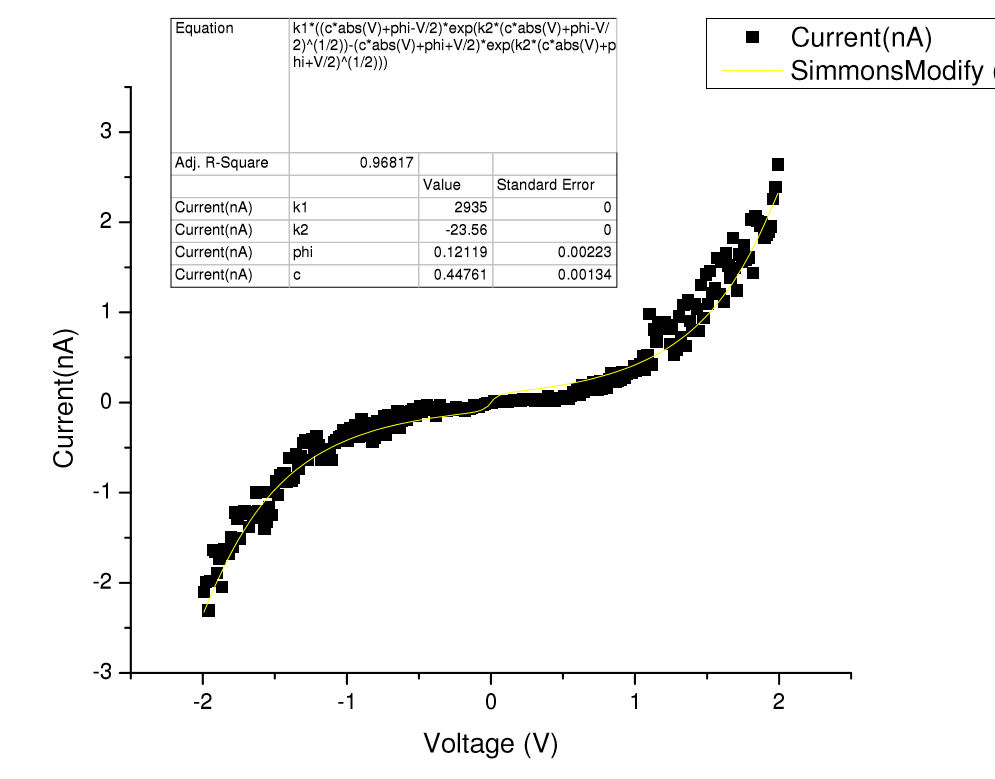 Equation
k1*((c*abs(V)+phi-V/2)*exp(k2*(c*abs(V)+phi-V/
2)^(1/2))-(c*abs(V)+phi+V/2)*exp(k2*(c*abs(V)+p
hi+V/2)^(1/2)))
Adj. R-Square 0.96817
Value Standard Error
Current(nA) k1 2935 0
Current(nA) k2 -23.56 0
Current(nA) phi 0.12119 0.00223
Current(nA) c 0.44761 0.00134
Current(nA)
SimmonsModify (
3
2
1
0
-1
-2
-3
Current(nA)
-2 -1 0 1 2
Voltage (V)